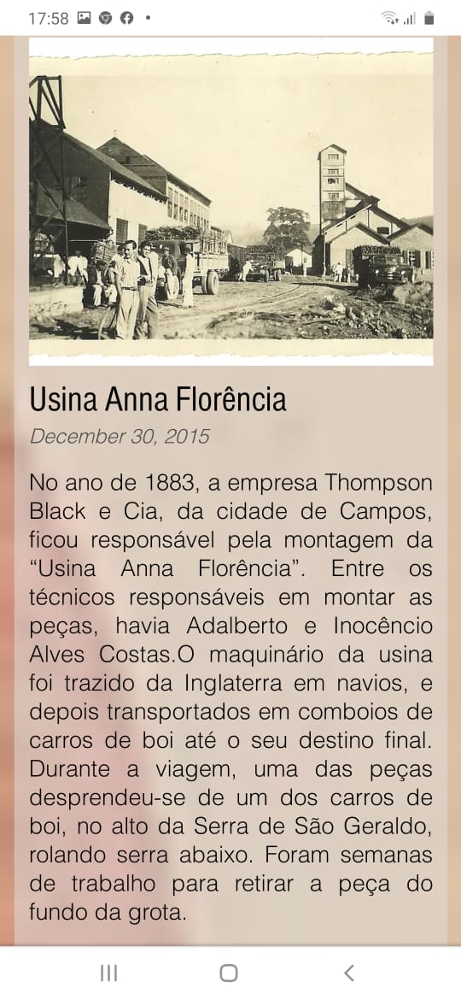 17:58
Usina Anna Florência
December 30, 2015
No ano de 1883, a empresa Thompson
Black e Cia, da cidade de Campos,
ficou responsável pela montagem da
“Usina Anna Florência”. Entre os
técnicos responsáveis em montar as
peças, havia Adalberto e Inocêncio
Alves Costas.O maquinário da usina
foi trazido da Inglaterra em navios, e
depois transportados em comboios de
carros de boi até o seu destino final.
Durante a viagem, uma das peças
desprendeu-se de um dos carros de
boi, no alto da Serra de São Geraldo,
rolando serra abaixo. Foram semanas
de trabalho para retirar a peça do
fundo da grota.